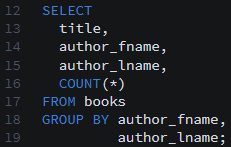 12 SELECT
13   title,
14   author_fname,
15   author_lname,
16   COUNT(*)
17 FROM books
18 GROUP BY author_fname,
19          author_lname;